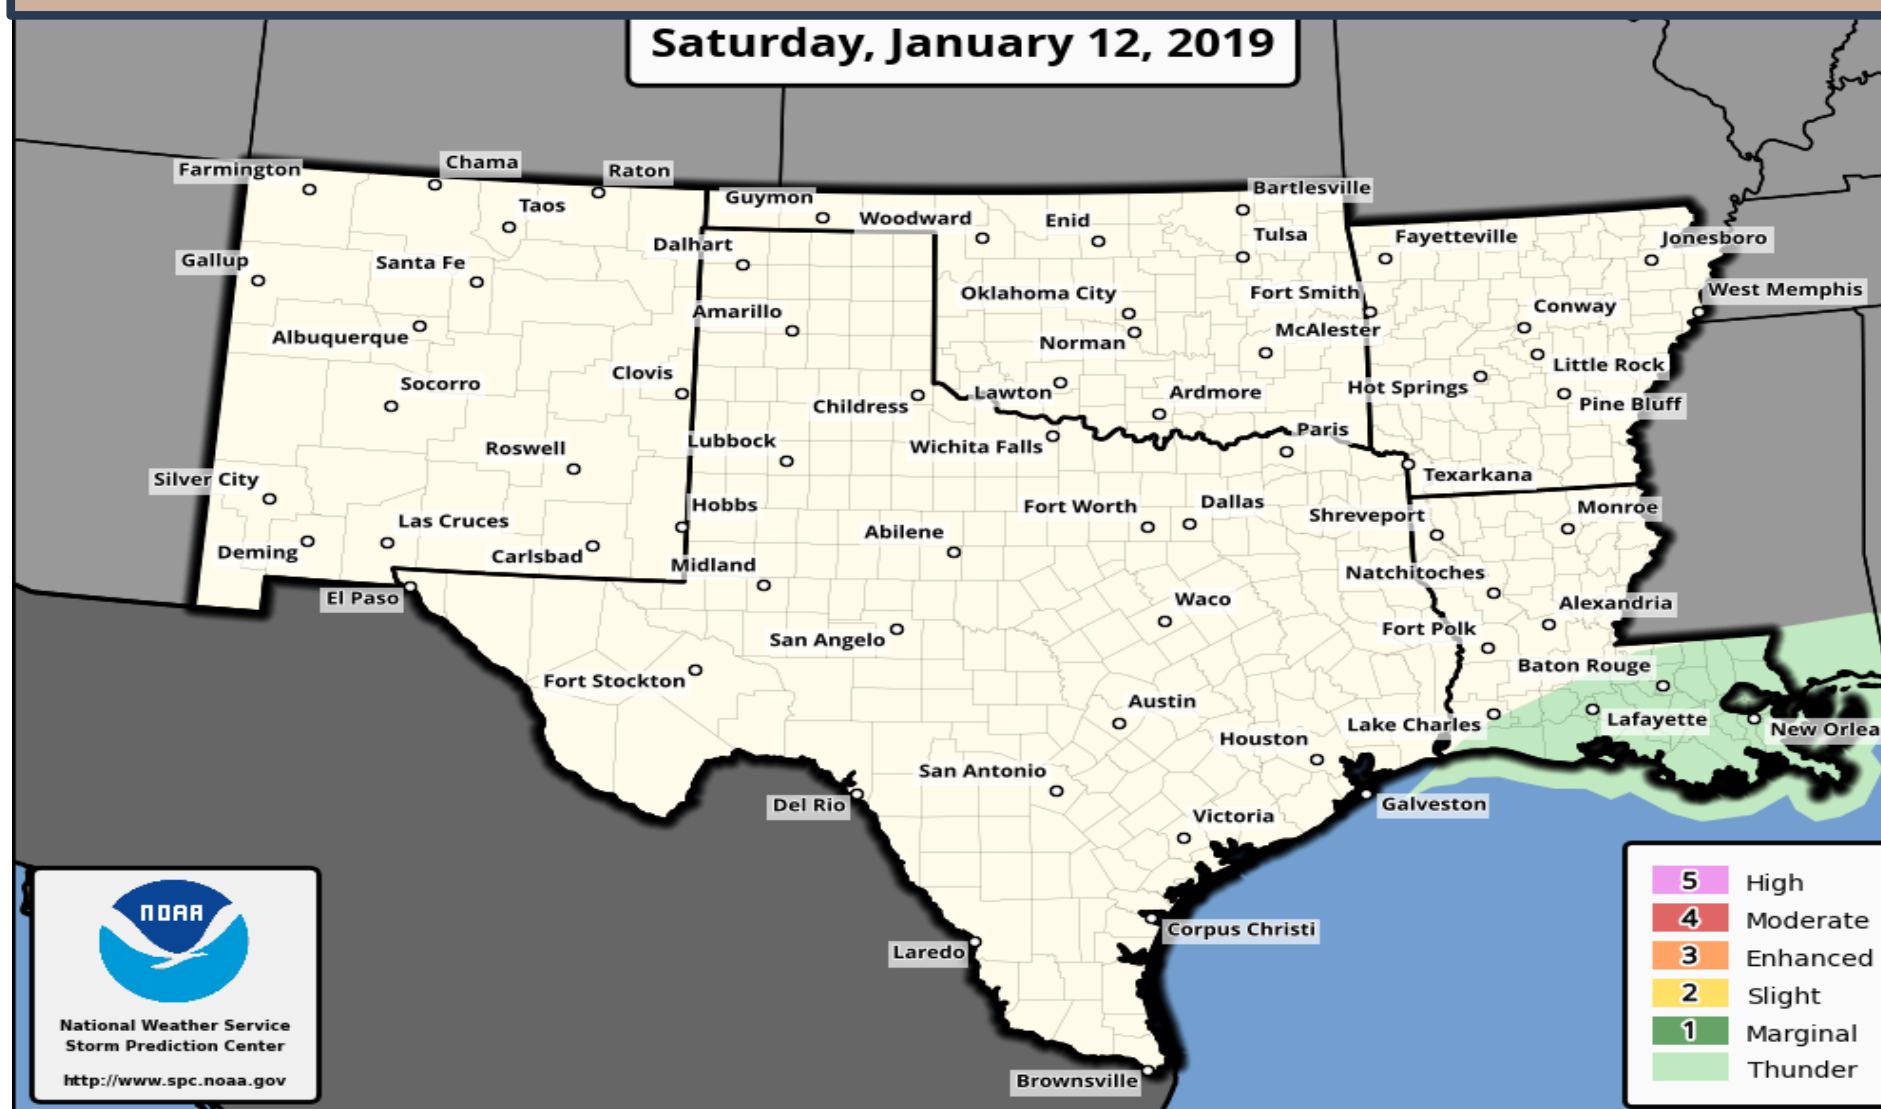 Saturday, January 12, 2019
Farmington
Chama
Raton
Taos
Guymon
Woodward
Enid
Bartlesville
Tulsa
Fayetteville
Jonesboro
Dalhart
Gallup
Santa Fe
Oklahoma City
Fort Smith
Conway
West Memphis
Amarillo
Albuquerque
Norman
McAlester
Little Rock
Clovis
Socorro
Childress
Lawton
Ardmore
Hot Springs
Pine Bluff
Lubbock
Wichita Falls
Paris
Roswell
Silver City
Texarkana
Hobbs
Fort Worth
Dallas
Shreveport
Monroe
Las Cruces
Abilene
Deming
Carlsbad
Midland
Natchitoches
El Paso
Waco
Alexandria
San Angelo
Fort Polk
Fort Stockton
Baton Rouge
Austin
Lake Charles
Lafayette
New Orlea
Houston
San Antonio
Del Rio
Galveston
Victoria
Corpus Christi
Laredo
Brownsville
NOAA
National Weather Service
Storm Prediction Center
http://www.spc.noaa.gov
5 High
4 Moderate
3 Enhanced
2 Slight
1 Marginal
Thunder